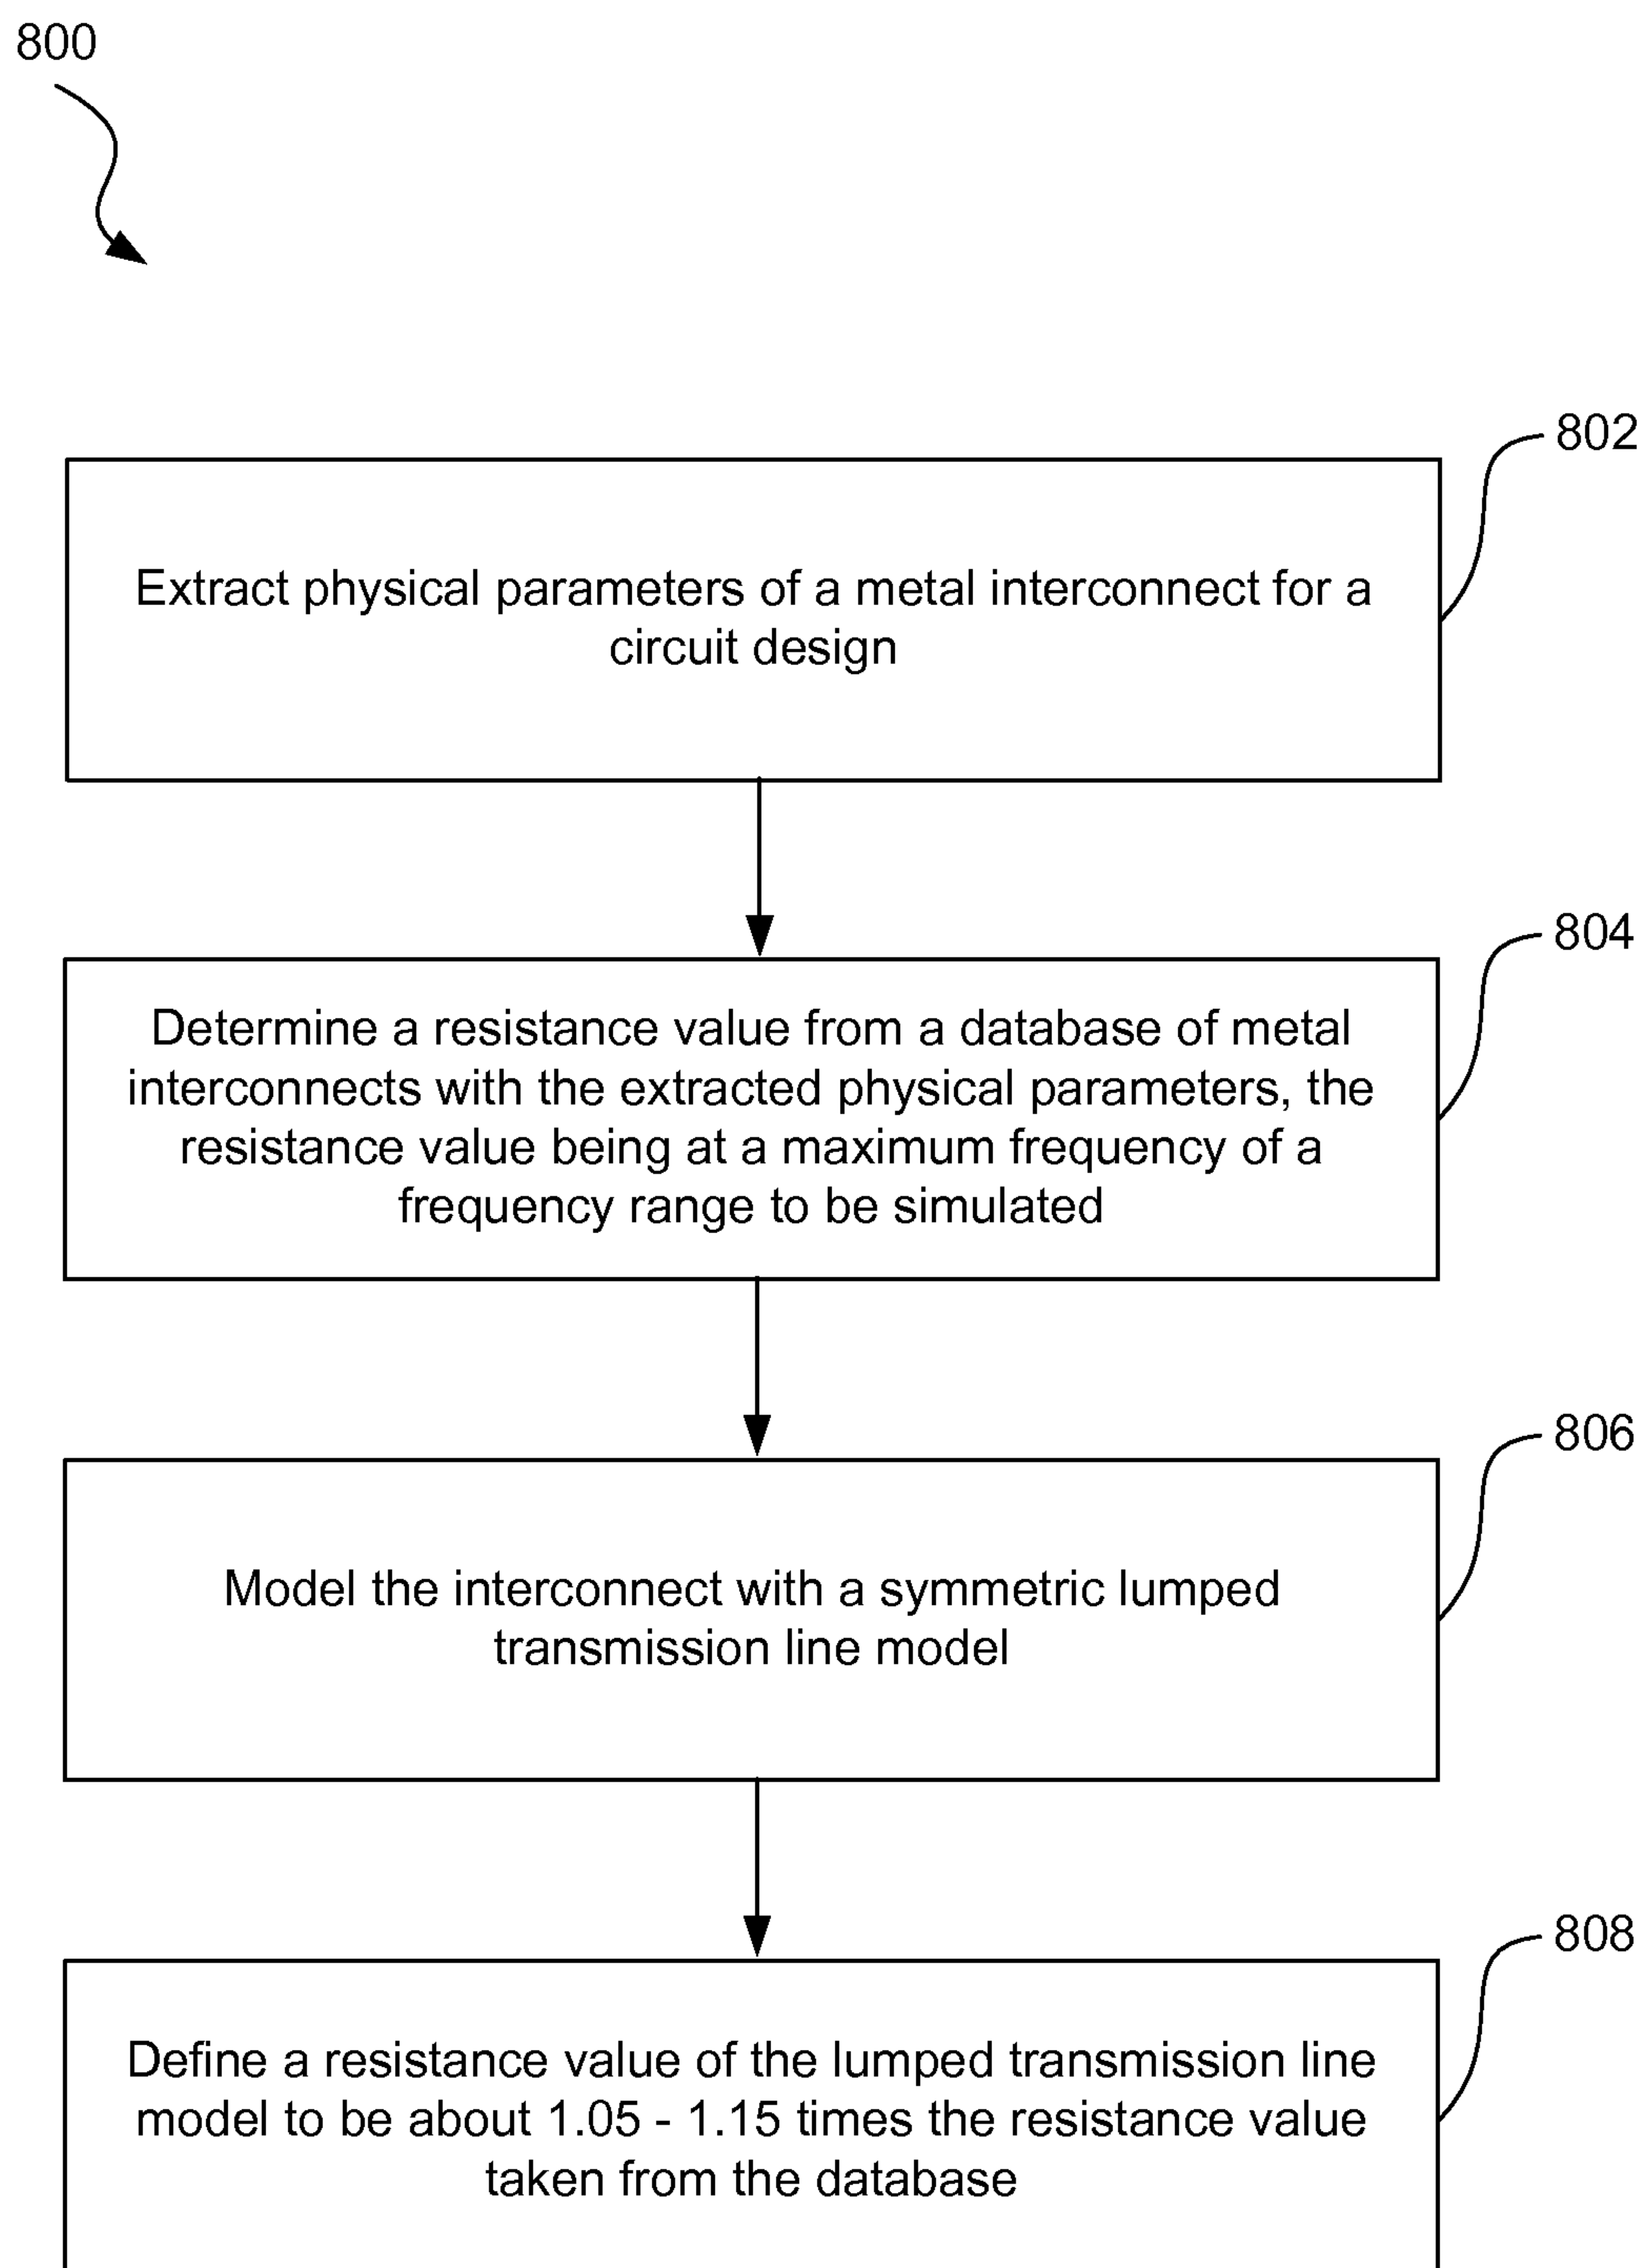 800
802
Extract physical parameters of a metal interconnect for a
circuit design
804
Determine a resistance value from a database of metal
interconnects with the extracted physical parameters, the
resistance value being at a maximum frequency of a
frequency range to be simulated
806
Model the interconnect with a symmetric lumped
transmission line model
808
Define a resistance value of the lumped transmission line
model to be about 1.05 - 1.15 times the resistance value
taken from the database